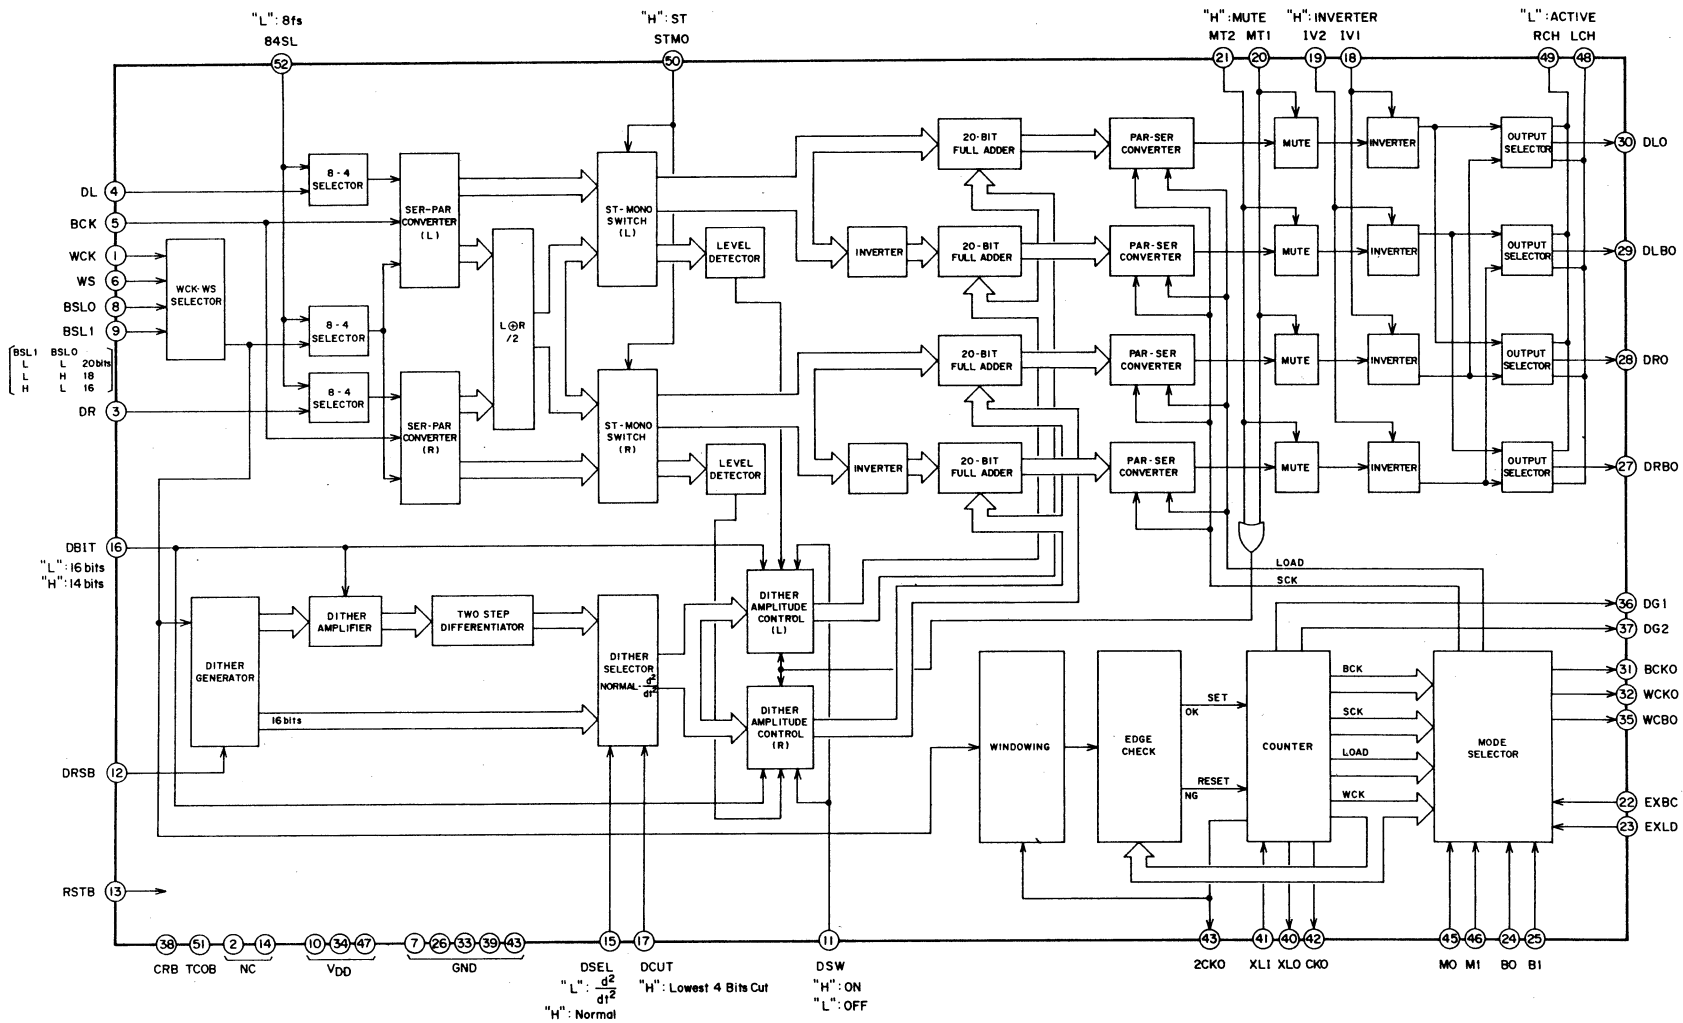 "L": 8fs
84SL
52
"H": ST
STMO
50
"H": MUTE
MT2 MT1
21 20
"H": INVERTER
IV2 IV1
19 18
"L": ACTIVE
RCH LCH
49 48
DL 4
BCK 5
WCK 1
WS 6
BSL0 8
BSL1 9
BSL1 BSL0
L L 20bits
L H 18
H L 16
DR 3
WCK·WS
SELECTOR
8-4
SELECTOR
8-4
SELECTOR
8-4
SELECTOR
SER-PAR
CONVERTER
(L)
SER-PAR
CONVERTER
(R)
L⊕R
/2
ST-MONO
SWITCH
(L)
ST-MONO
SWITCH
(R)
LEVEL
DETECTOR
LEVEL
DETECTOR
INVERTER
INVERTER
20-BIT
FULL ADDER
20-BIT
FULL ADDER
20-BIT
FULL ADDER
20-BIT
FULL ADDER
PAR-SER
CONVERTER
PAR-SER
CONVERTER
PAR-SER
CONVERTER
PAR-SER
CONVERTER
MUTE
MUTE
MUTE
MUTE
INVERTER
INVERTER
INVERTER
INVERTER
OUTPUT
SELECTOR
OUTPUT
SELECTOR
OUTPUT
SELECTOR
OUTPUT
SELECTOR
30 DLO
29 DLBO
28 DRO
27 DRBO
DBIT 16
"L": 16 bits
"H": 14 bits
DITHER
GENERATOR
DITHER
AMPLIFIER
TWO STEP
DIFFERENTIATOR
16 bits
DITHER
SELECTOR
NORMAL· d²
dt²
DITHER
AMPLITUDE
CONTROL
(L)
DITHER
AMPLITUDE
CONTROL
(R)
LOAD
SCK
WINDOWING
EDGE
CHECK
SET
OK
RESET
NG
COUNTER
BCK
SCK
LOAD
WCK
MODE
SELECTOR
36 DG1
37 DG2
31 BCKO
32 WCKO
35 WCBO
22 EXBC
23 EXLD
DRSB 12
RSTB 13
38 51 2 14 10 34 47 7 26 33 39 43 15 17 11 43 41 40 42 45 46 24 25
CRB TCOB NC VDD GND
DSEL
"L": d²
dt²
"H": Normal
DCUT
"H": Lowest 4 Bits Cut
DSW
"H": ON
"L": OFF
2CKO XLI XLO CKO M0 M1 B0 B1